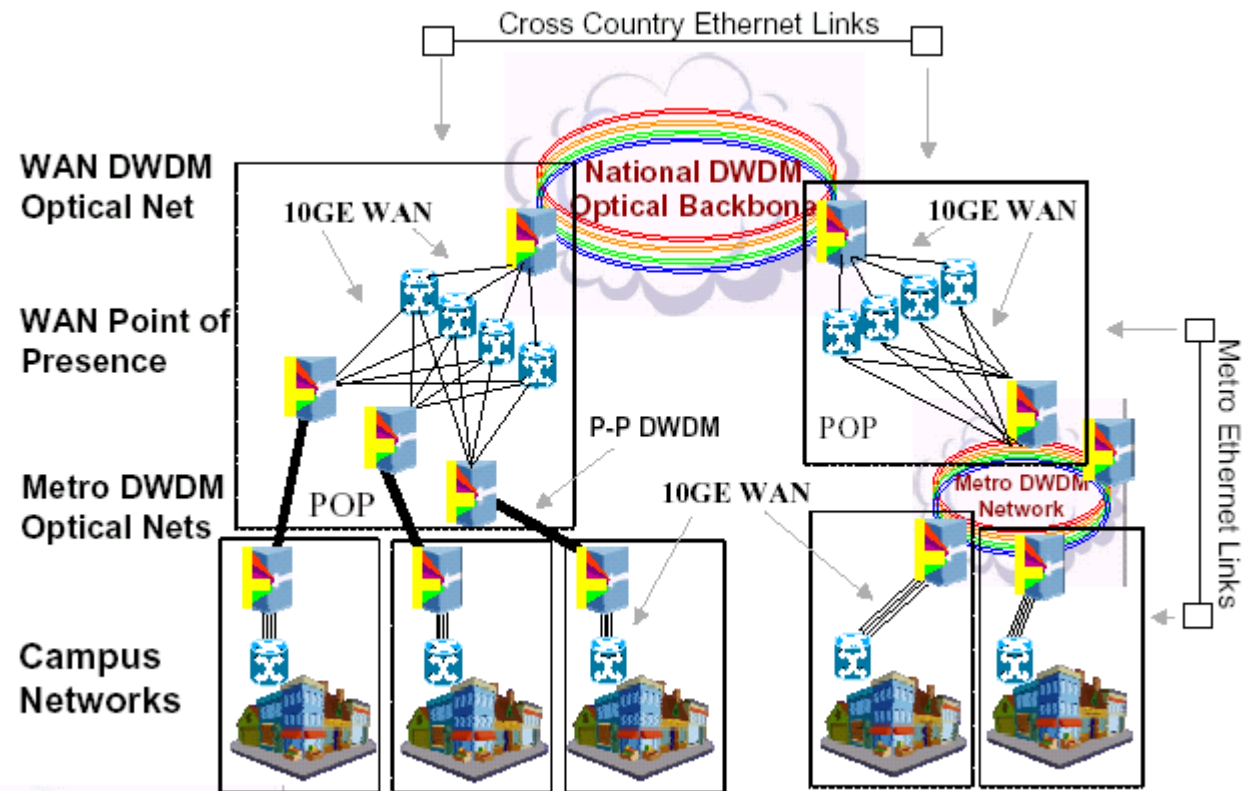 Cross Country Ethernet Links
WAN DWDM
Optical Net
National DWDM
Optical Backbone
10GE WAN
10GE WAN
WAN Point of
Presence
Metro Ethernet Links
P-P DWDM
POP
Metro DWDM
Optical Nets
POP
10GE WAN
Metro DWDM
Network
Campus
Networks